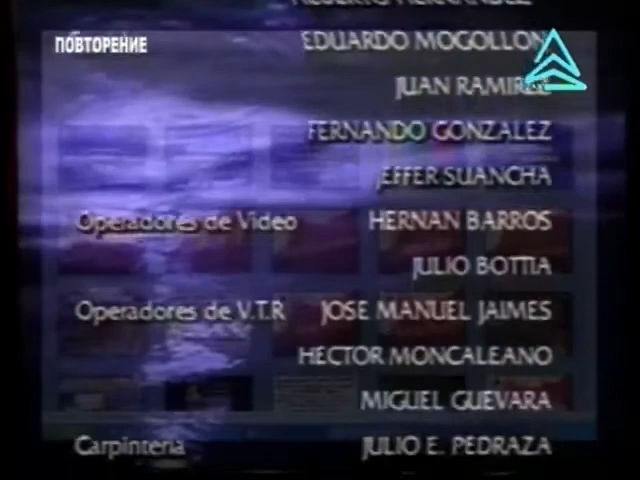 ПОВТОРЕНИЕ
EDUARDO MOGOLLON
JUAN RAMIREZ
FERNANDO GONZALEZ
JEFFER SUANCHA
Operadores de Video HERNAN BARROS
JULIO BOTTIA
Operadores de V.T.R JOSE MANUEL JAIMES
HECTOR MONCALEANO
MIGUEL GUEVARA
Carpinteria JULIO E. PEDRAZA